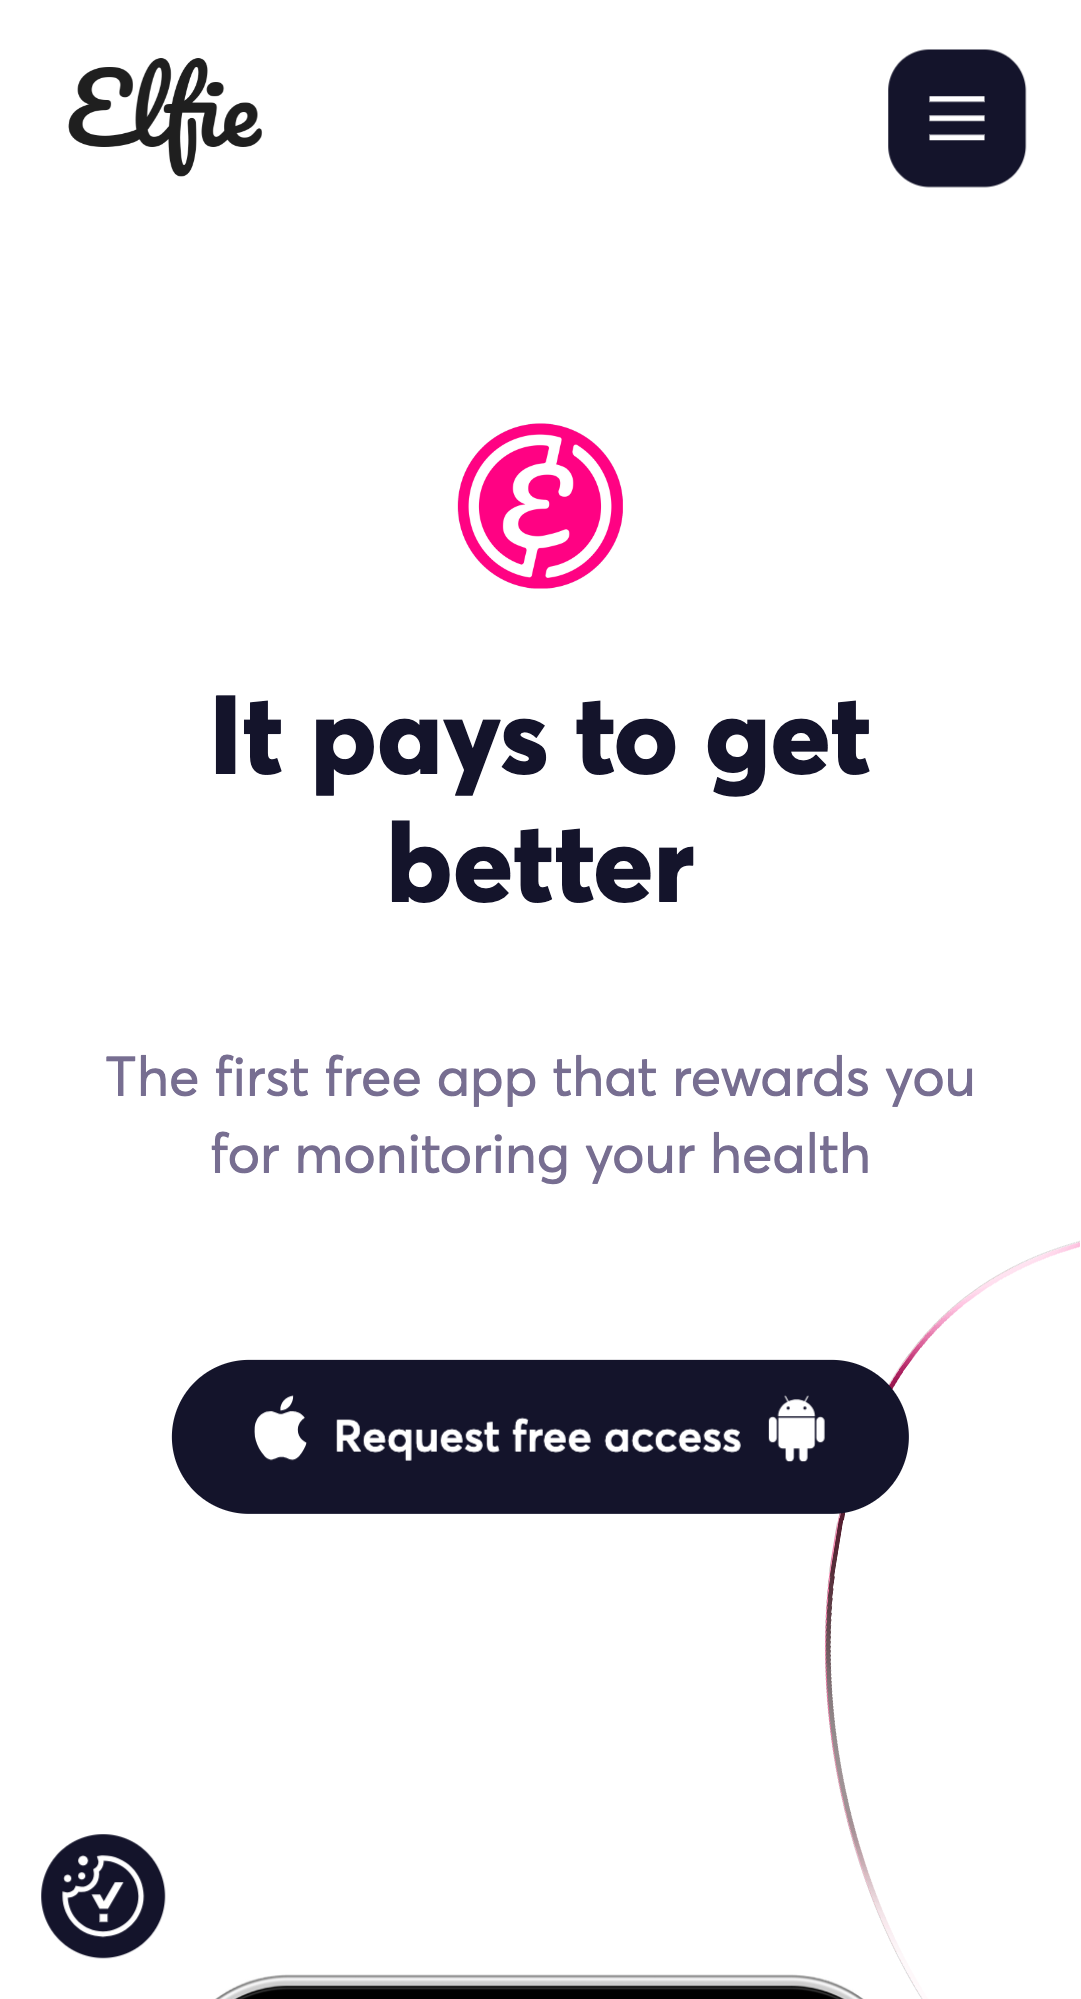 Elfie
It pays to get
better
The first free app that rewards you
for monitoring your health
Request free access